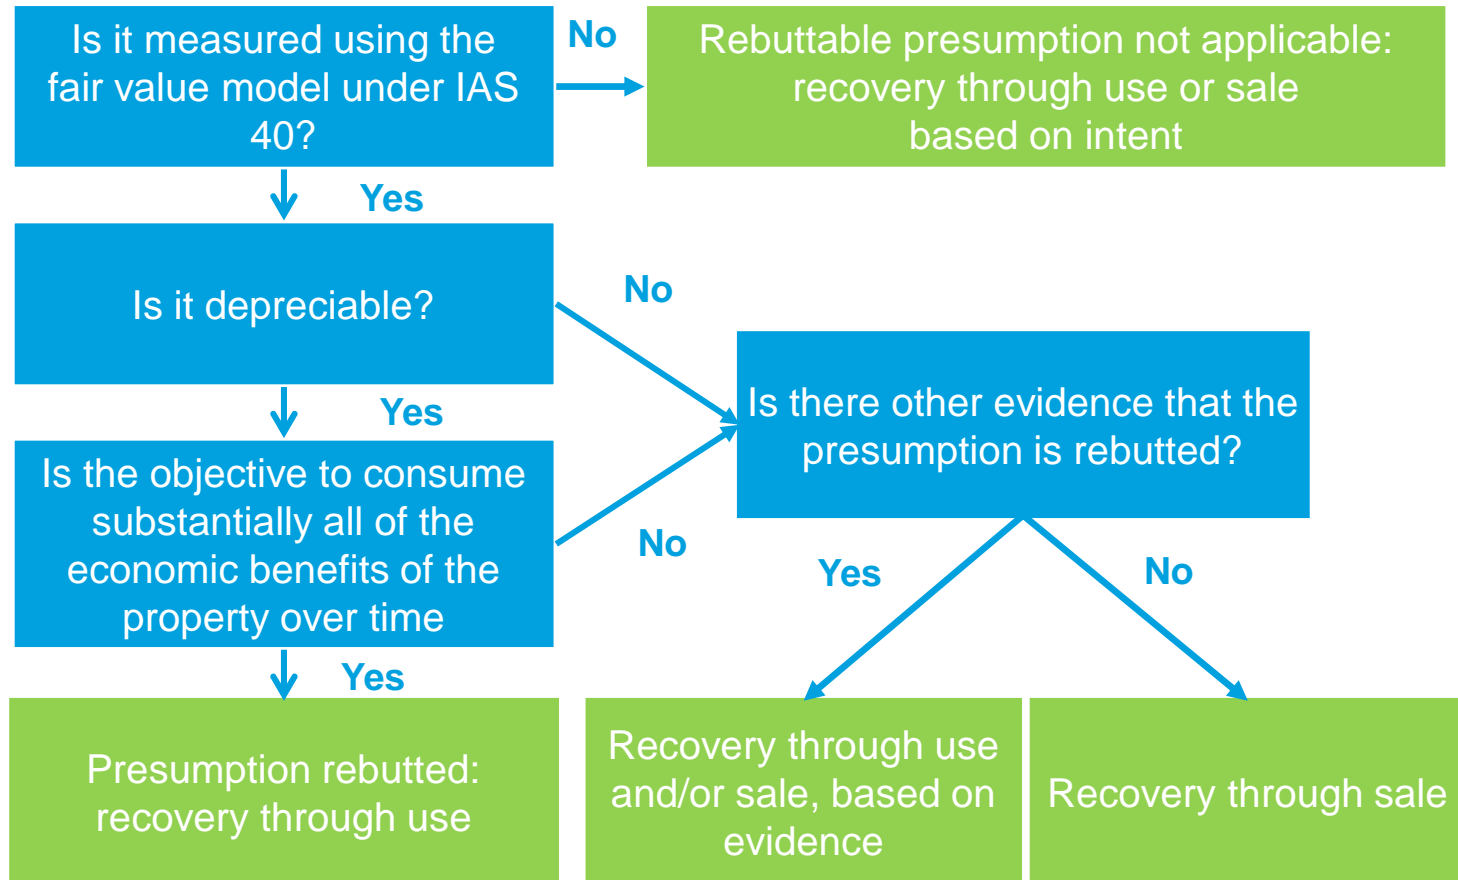 Is it measured using the
fair value model under IAS
40?
No
Rebuttable presumption not applicable:
recovery through use or sale
based on intent
Yes
Is it depreciable?
No
Yes
Is there other evidence that the
presumption is rebutted?
Is the objective to consume
substantially all of the
economic benefits of the
property over time
No
Yes
No
Yes
Presumption rebutted:
recovery through use
Recovery through use
and/or sale, based on
evidence
Recovery through sale